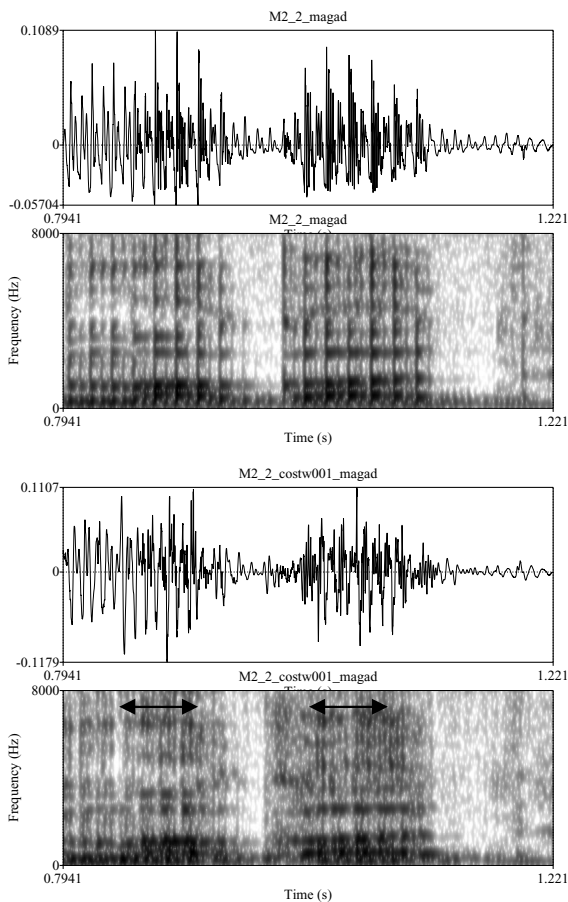 M2_2_magad
0.1089
0
-0.05704
0.7941 M2_2_magad 1.221
Time (s)
8000
Frequency (Hz)
0
0.7941 1.221
Time (s)
M2_2_costw001_magad
0.1107
0
-0.1179
0.7941 M2_2_costw001_magad 1.221
Time (s)
8000
Frequency (Hz)
0
0.7941 1.221
Time (s)